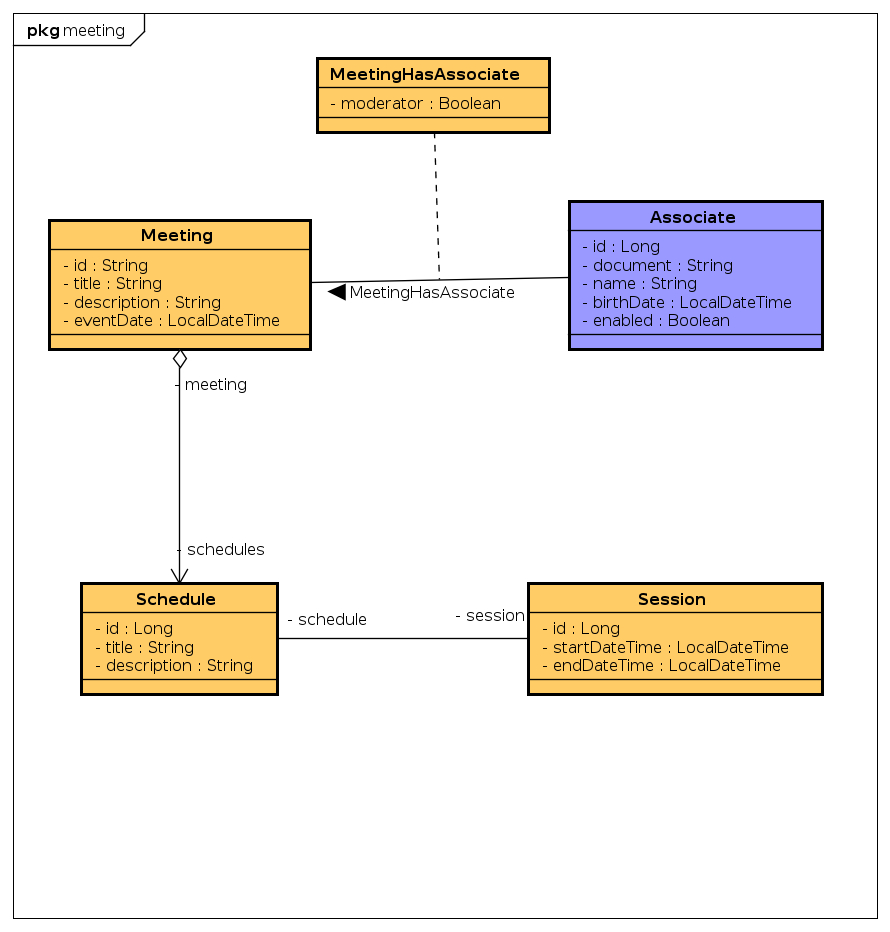 pkg meeting
MeetingHasAssociate
- moderator : Boolean
Meeting
- id : String
- title : String
- description : String
- eventDate : LocalDateTime
MeetingHasAssociate
Associate
- id : Long
- document : String
- name : String
- birthDate : LocalDateTime
- enabled : Boolean
- meeting
- schedules
Schedule
- id : Long
- title : String
- description : String
- schedule
- session
Session
- id : Long
- startDateTime : LocalDateTime
- endDateTime : LocalDateTime